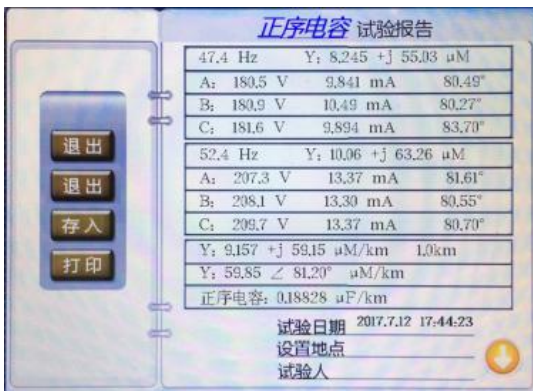 正序电容 试验报告
47.4 Hz Y: 8.245 +j 55.03 μM
A: 180.5 V 9.841 mA 80.49°
B: 180.9 V 10.49 mA 80.27°
C: 181.6 V 9.894 mA 83.70°
52.4 Hz Y: 10.06 +j 63.26 μM
A: 207.3 V 13.37 mA 81.61°
B: 208.1 V 13.30 mA 80.55°
C: 209.7 V 13.37 mA 80.70°
Y: 9.157 +j 59.15 μM/km 1.0km
Y: 59.85 ∠ 81.20° μM/km
正序电容: 0.18828 μF/km
试验日期 2017.7.12 17:44:23
设置地点
试验人
退出
退出
存入
打印